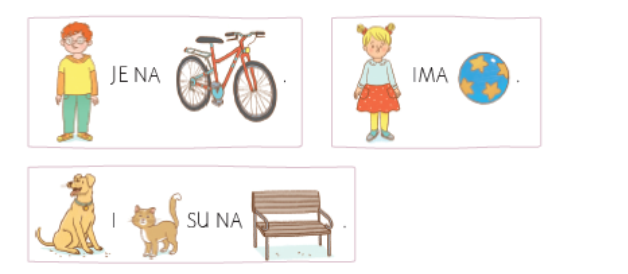 JE NA .
IMA .
I SU NA .